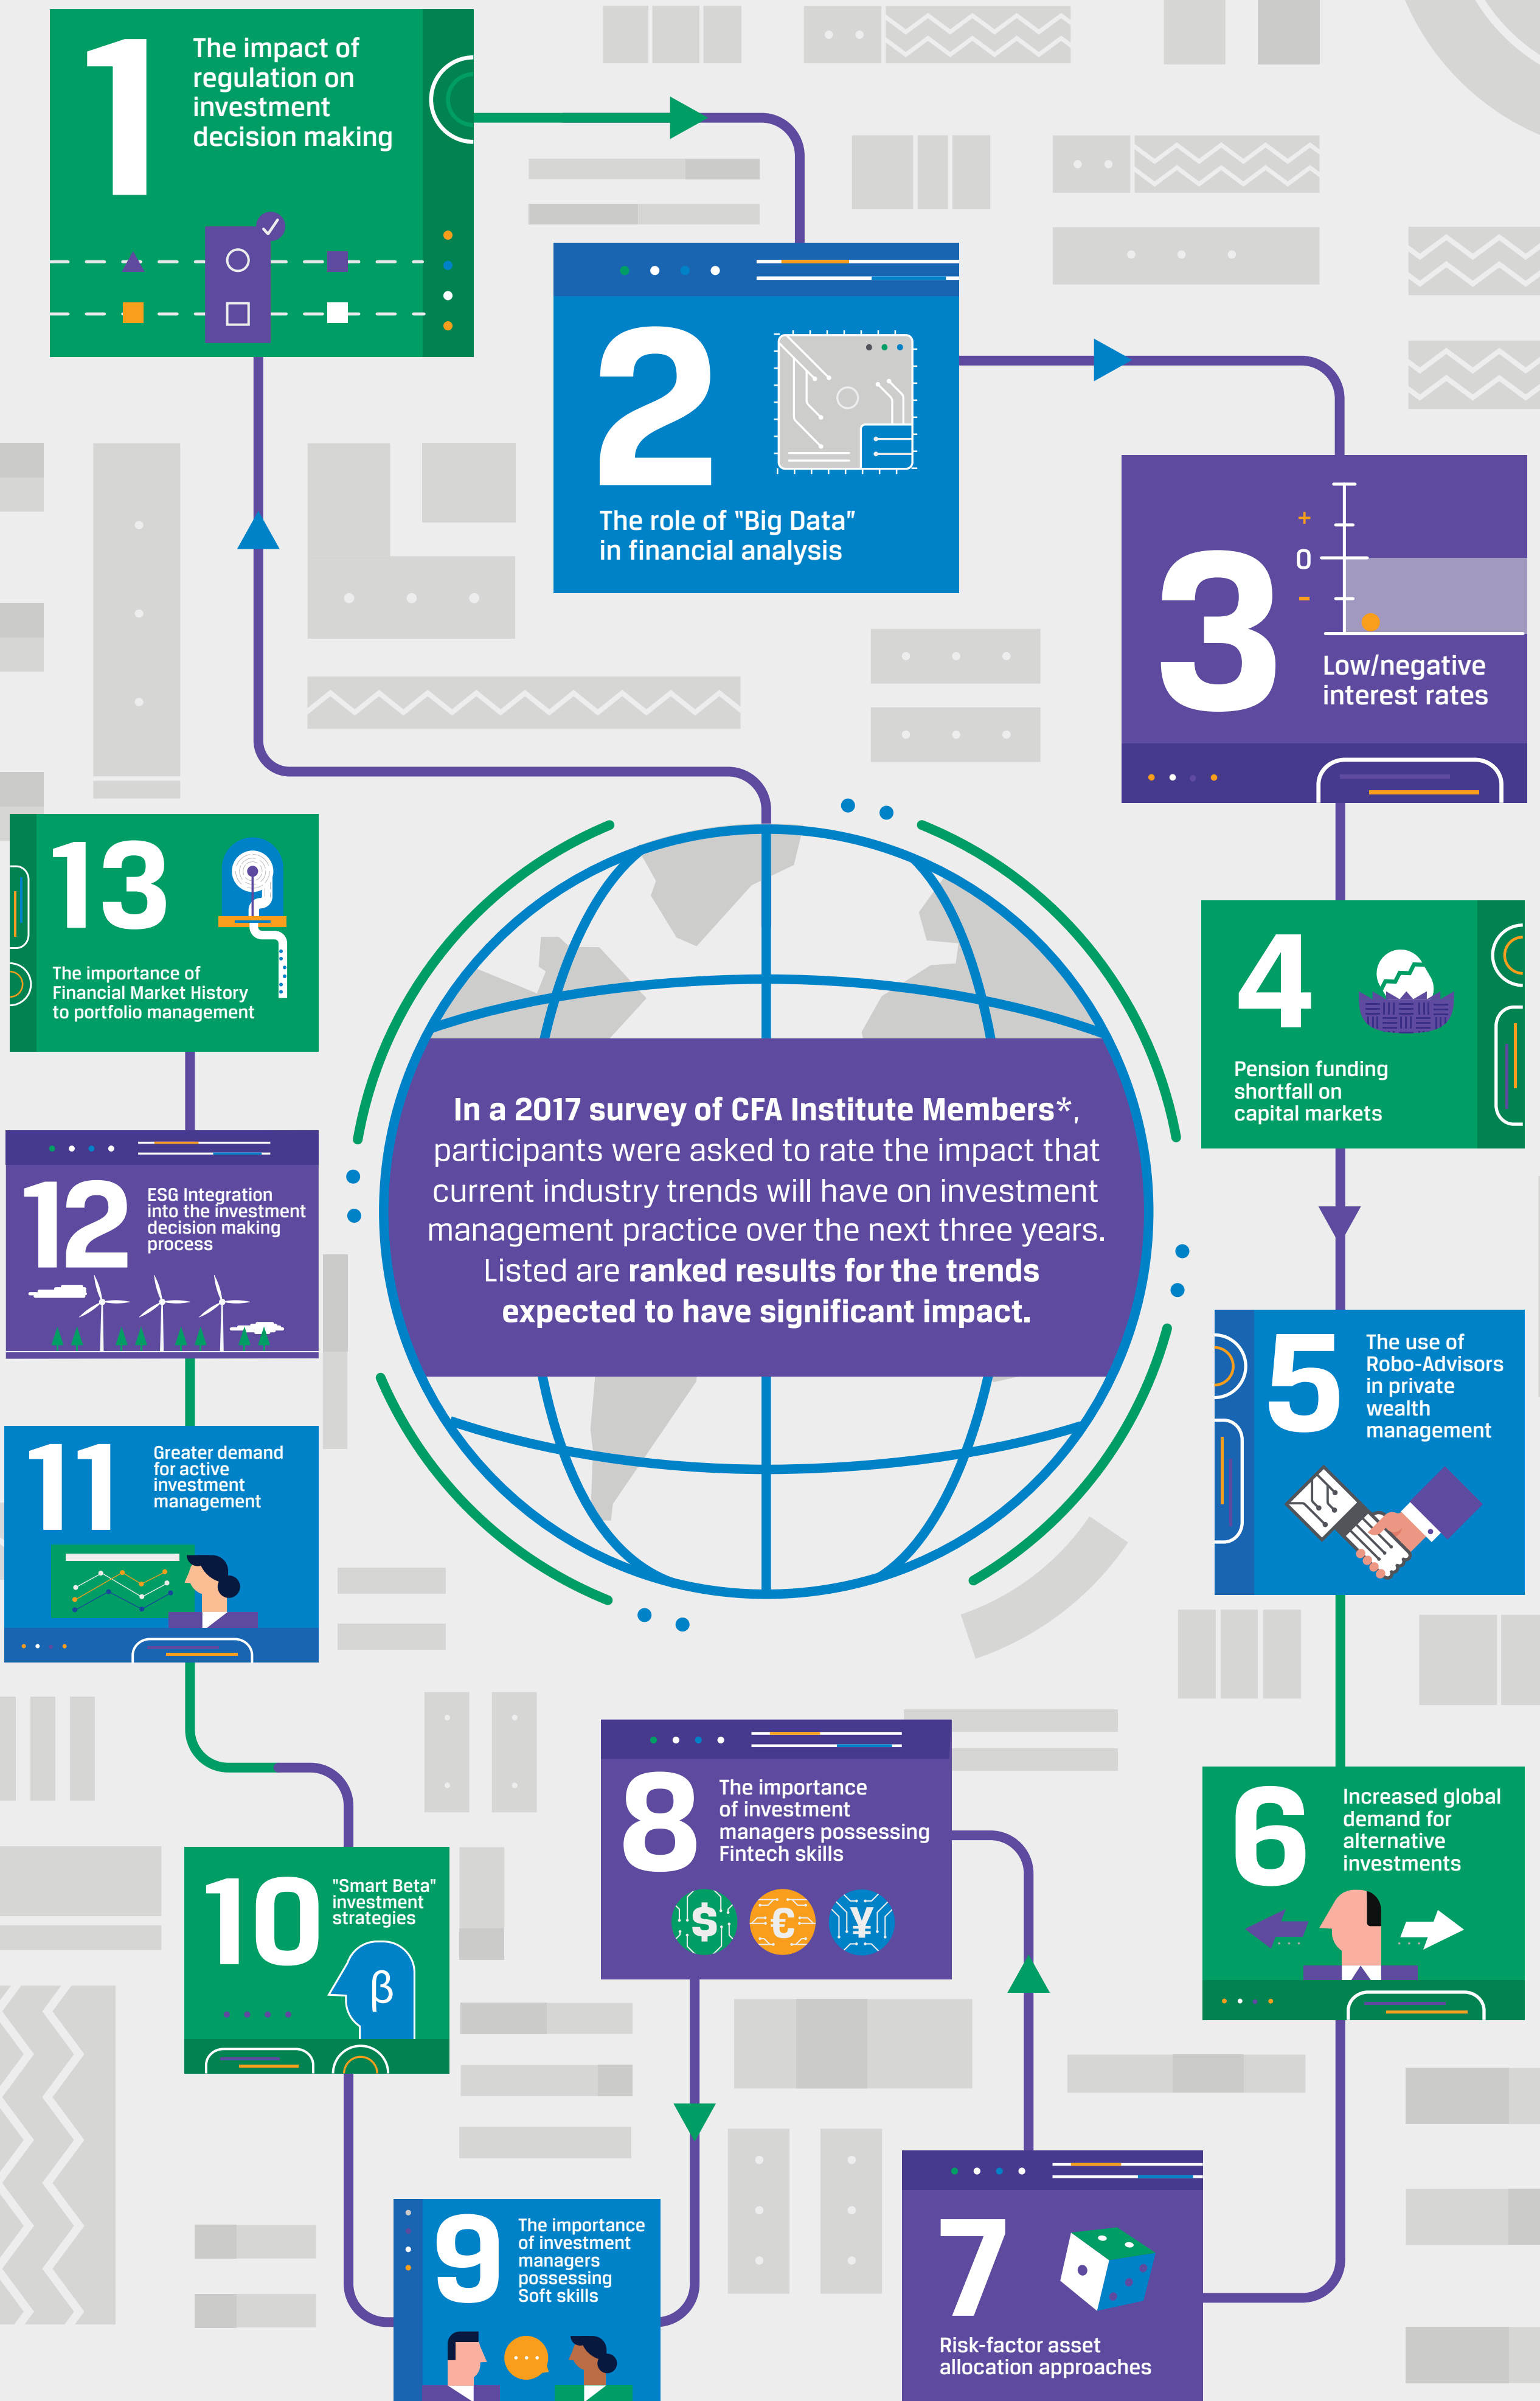 1
The impact of
regulation on
investment
decision making
2
The role of "Big Data"
in financial analysis
3
+
0
-
Low/negative
interest rates
4
Pension funding
shortfall on
capital markets
In a 2017 survey of CFA Institute Members*,
participants were asked to rate the impact that
current industry trends will have on investment
management practice over the next three years.
Listed are ranked results for the trends
expected to have significant impact.
5
The use of
Robo-Advisors
in private
wealth
management
6
Increased global
demand for
alternative
investments
7
Risk-factor asset
allocation approaches
8
The importance
of investment
managers possessing
Fintech skills
$
€
¥
9
The importance
of investment
managers
possessing
Soft skills
10
"Smart Beta"
investment
strategies
β
11
Greater demand
for active
investment
management
12
ESG Integration
into the investment
decision making
process
13
The importance of
Financial Market History
to portfolio management